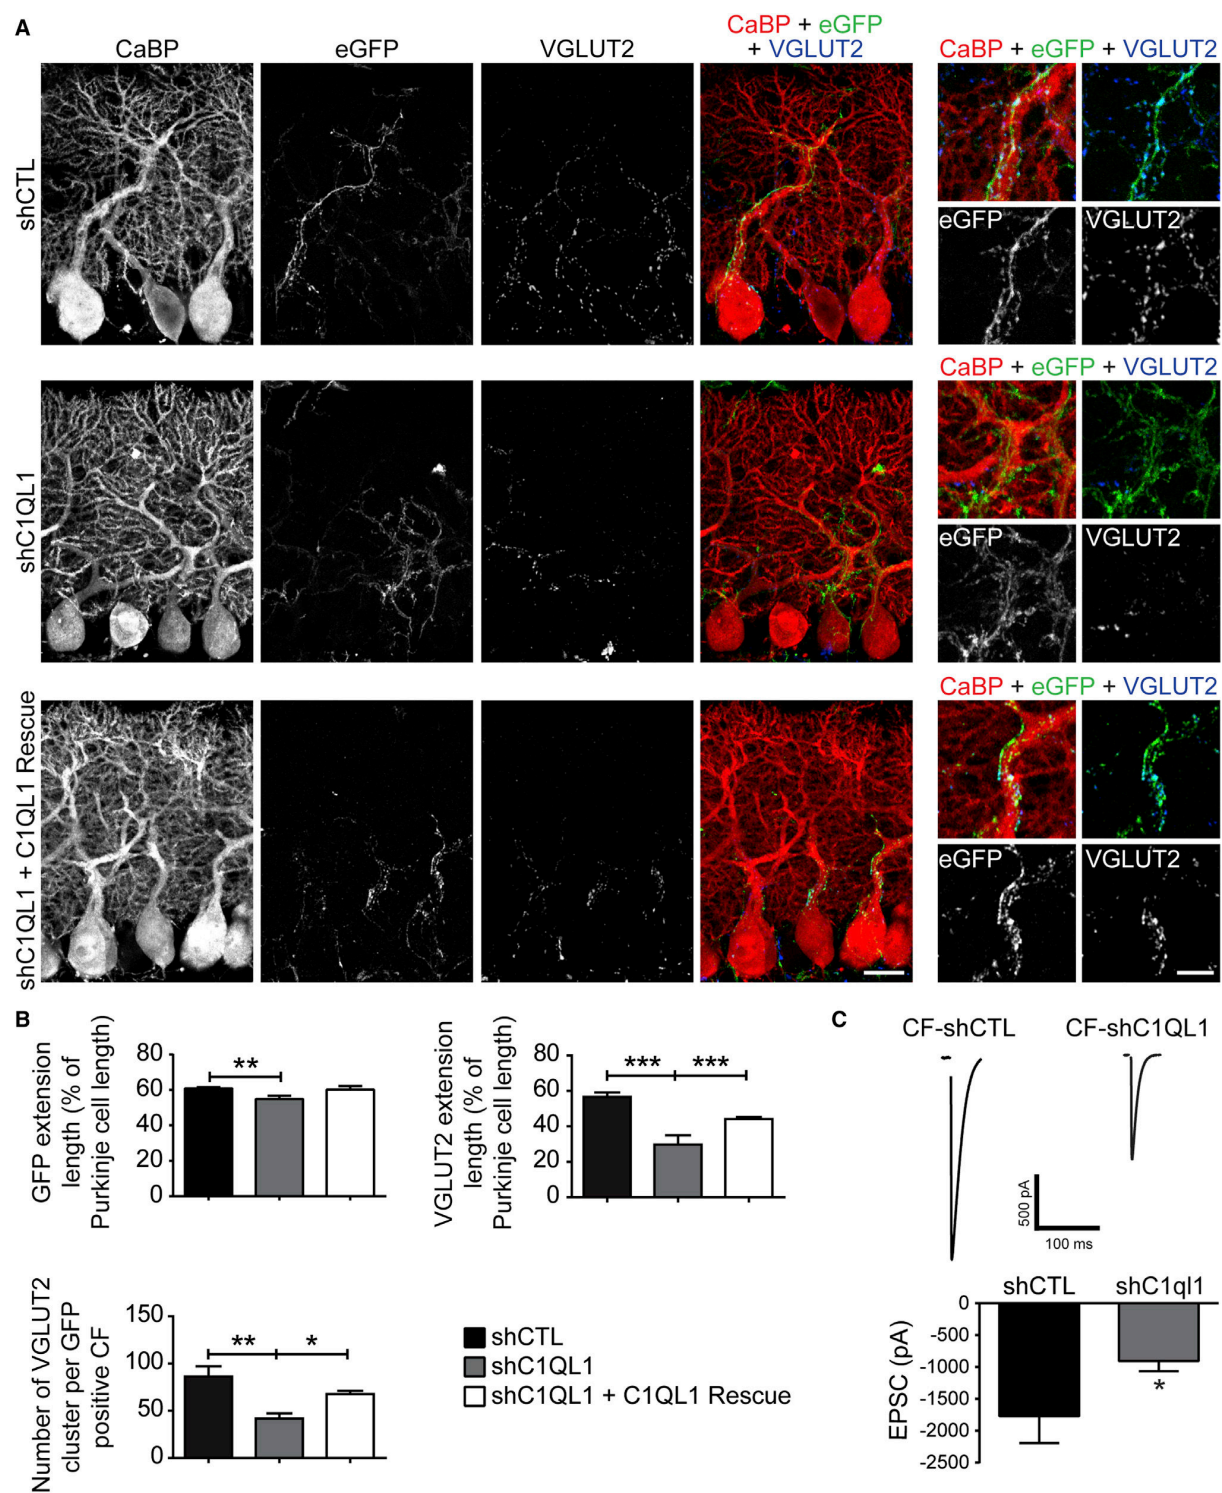 A
CaBP
eGFP
VGLUT2
CaBP + eGFP
+ VGLUT2
CaBP + eGFP + VGLUT2
shCTL
eGFP
VGLUT2
CaBP + eGFP + VGLUT2
shC1QL1
eGFP
VGLUT2
CaBP + eGFP + VGLUT2
shC1QL1 + C1QL1 Rescue
eGFP
VGLUT2
B
GFP extension
length (% of
Purkinje cell length)
80
60
40
20
0
**
VGLUT2 extension
length (% of
Purkinje cell length)
80
60
40
20
0
***
***
Number of VGLUT2
cluster per GFP
positive CF
150
100
50
0
**
*
shCTL
shC1QL1
shC1QL1 + C1QL1 Rescue
C
CF-shCTL
CF-shC1QL1
500 pA
100 ms
shCTL
shC1ql1
EPSC (pA)
0
-500
-1000
-1500
-2000
-2500
*